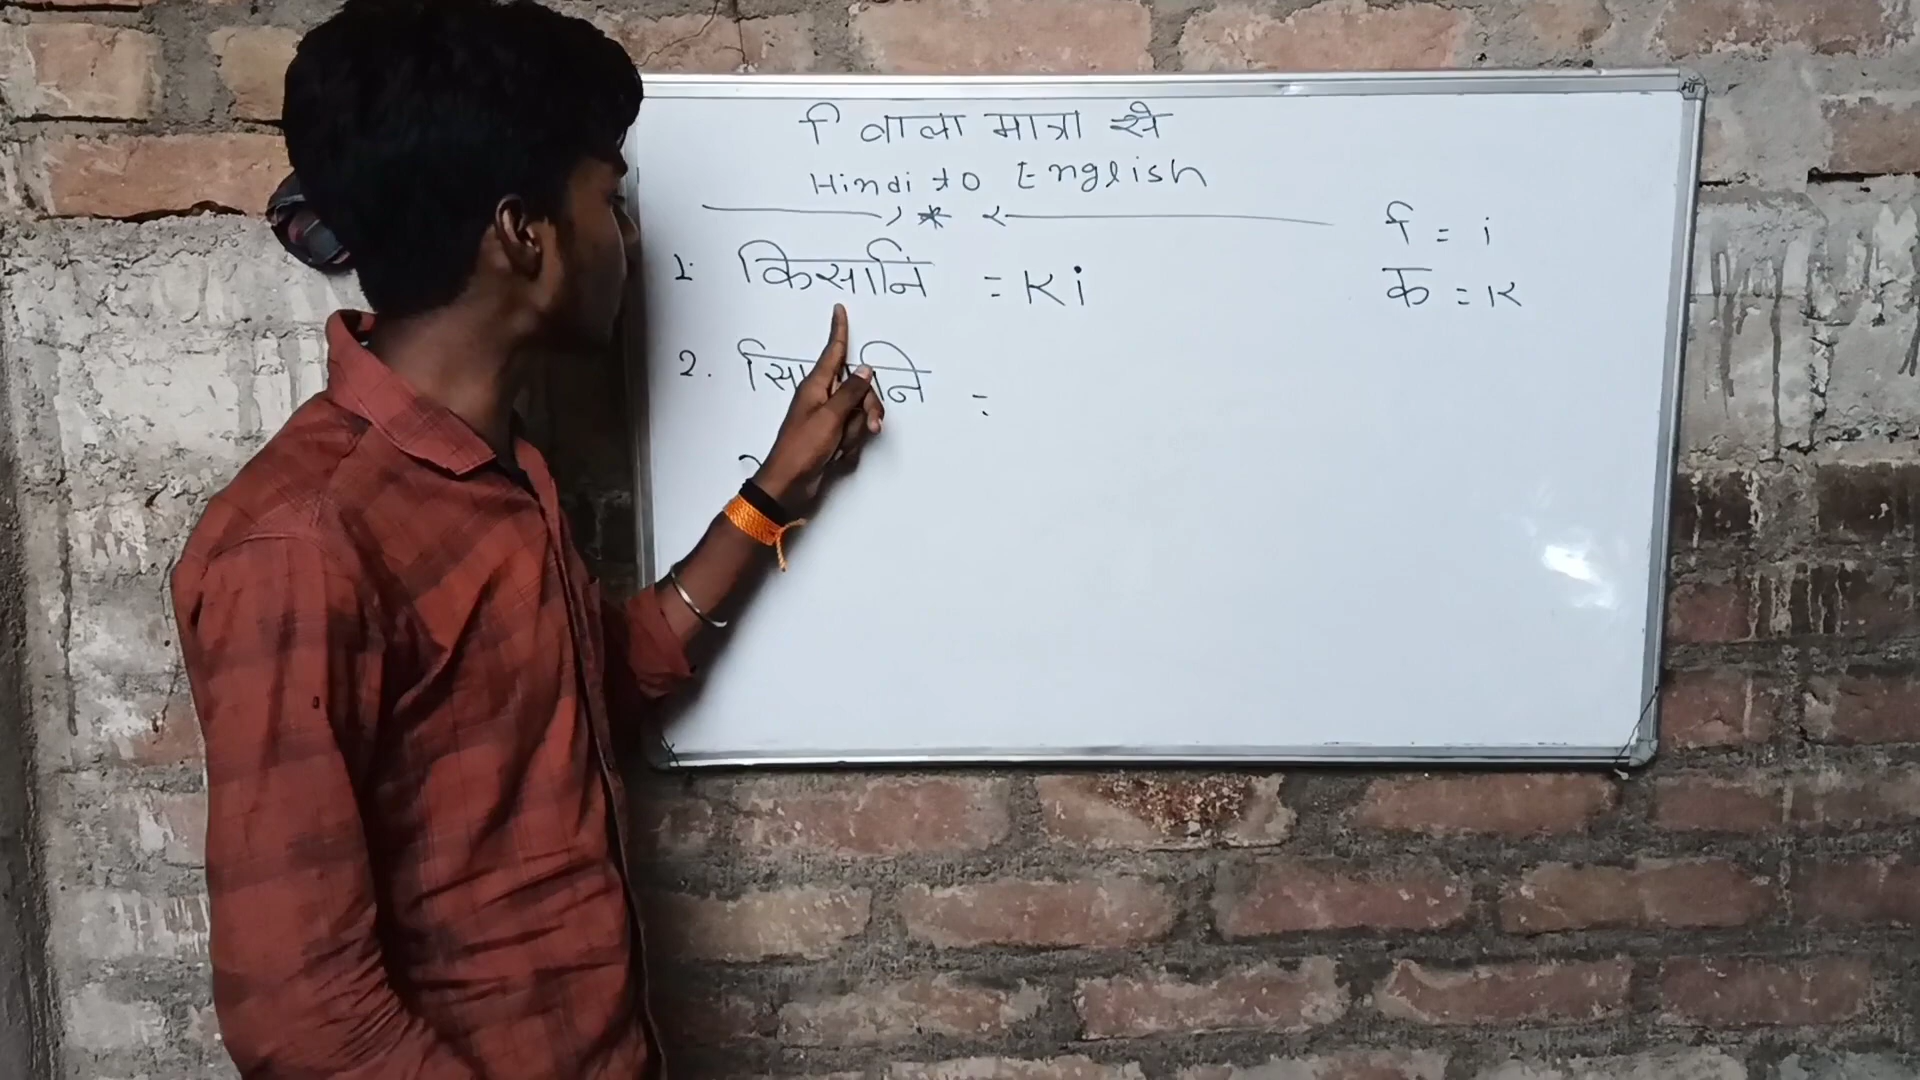 ि वाला मात्रा से
Hindi to English
1. किसानि = Ki
2. =
ि = i
क = K